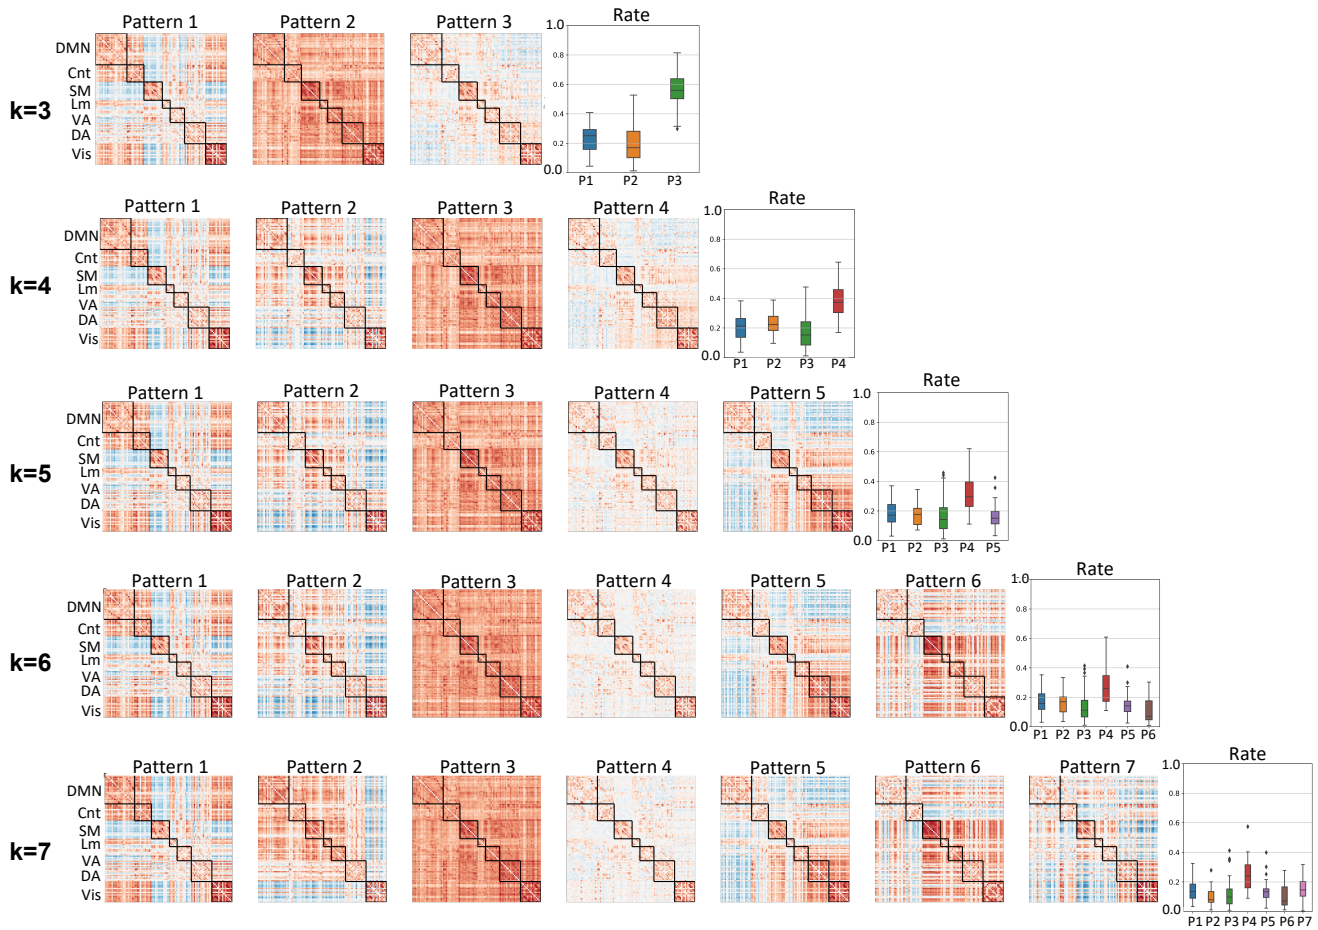 Pattern 1 Pattern 2 Pattern 3 Rate
k=3
DMN
Cnt
SM
Lm
VA
DA
Vis
1.0
0.8
0.6
0.4
0.2
0.0
P1 P2 P3
Pattern 1 Pattern 2 Pattern 3 Pattern 4 Rate
k=4
DMN
Cnt
SM
Lm
VA
DA
Vis
1.0
0.8
0.6
0.4
0.2
0.0
P1 P2 P3 P4
Pattern 1 Pattern 2 Pattern 3 Pattern 4 Pattern 5 Rate
k=5
DMN
Cnt
SM
Lm
VA
DA
Vis
1.0
0.8
0.6
0.4
0.2
0.0
P1 P2 P3 P4 P5
Pattern 1 Pattern 2 Pattern 3 Pattern 4 Pattern 5 Pattern 6 Rate
k=6
DMN
Cnt
SM
Lm
VA
DA
Vis
1.0
0.8
0.6
0.4
0.2
0.0
P1 P2 P3 P4 P5 P6
Pattern 1 Pattern 2 Pattern 3 Pattern 4 Pattern 5 Pattern 6 Pattern 7 Rate
k=7
DMN
Cnt
SM
Lm
VA
DA
Vis
1.0
0.8
0.6
0.4
0.2
0.0
P1 P2 P3 P4 P5 P6 P7